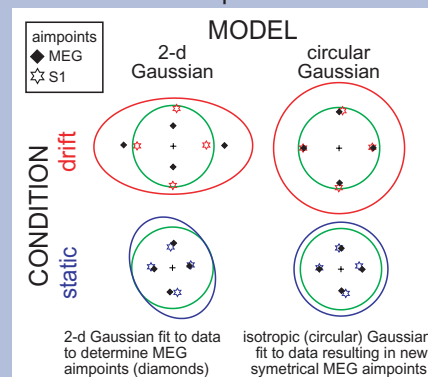 MODEL
aimpoints
MEG
S1
2-d
Gaussian
circular
Gaussian
CONDITION
drift
static
2-d Gaussian fit to data
to determine MEG
aimpoints (diamonds)
isotropic (circular) Gaussian
fit to data resulting in new
symetrical MEG aimpoints